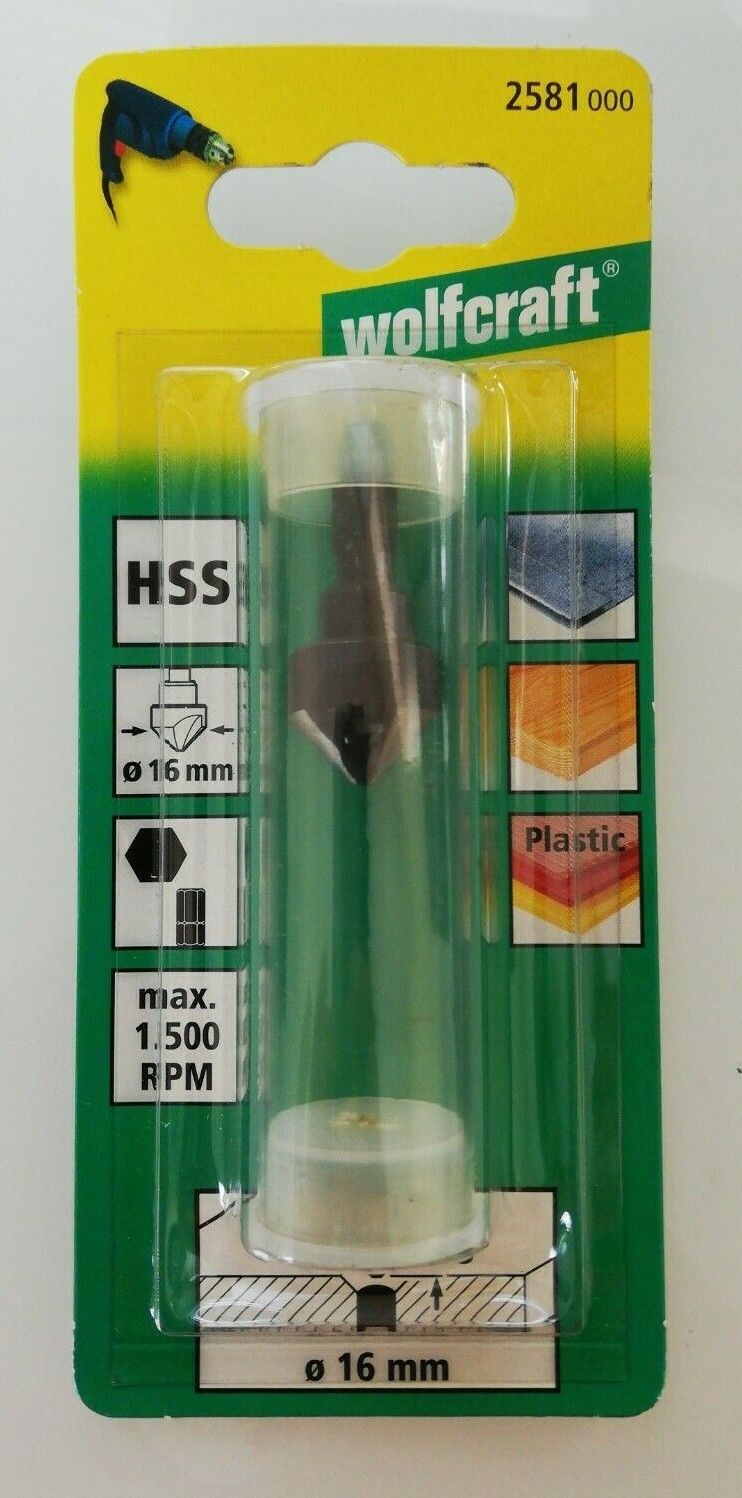 2581 000
wolfcraft®
HSS
ø 16 mm
Plastic
max.
1.500
RPM
ø 16 mm